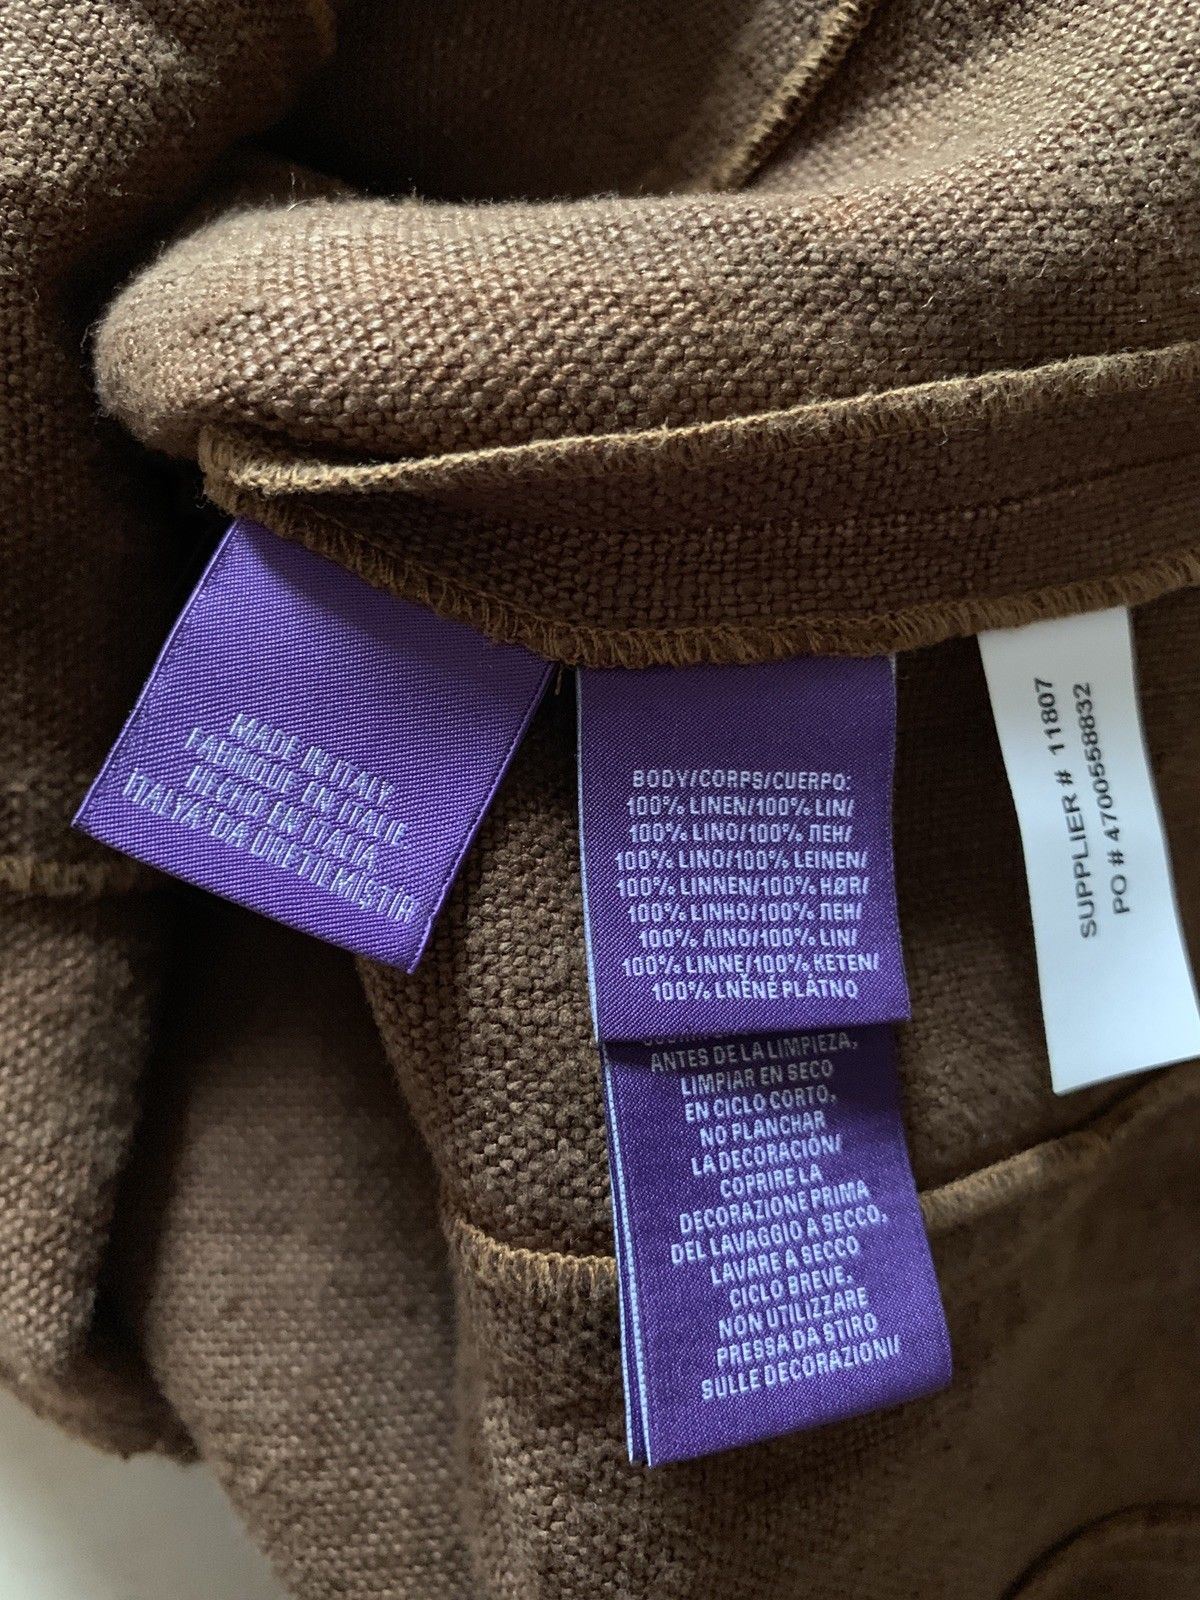 MADE IN ITALY.
FABRIQUÉ EN ITALIE.
HECHO EN ITALIA
ITALYA'DA ÜRETİLMİŞTİR
BODY/CORPS/CUERPO:
100% LINEN/100% LIN/
100% LINO/100% ЛЕН/
100% LINO/100% LEINEN/
100% LINNEN/100% HØR/
100% LINHO/100% ЛЕН/
100% ΛΙΝΟ/100% LIN/
100% LINNE/100% KETEN/
100% LNĚNÉ PLÁTNO
ANTES DE LA LIMPIEZA,
LIMPIAR EN SECO
EN CICLO CORTO,
NO PLANCHAR
LA DECORACIÓN/
COPRIRE LA
DECORAZIONE PRIMA
DEL LAVAGGIO A SECCO,
LAVARE A SECCO
CICLO BREVE,
NON UTILIZZARE
PRESSA DA STIRO
SULLE DECORAZIONI/
SUPPLIER # 11807
PO # 4700558832